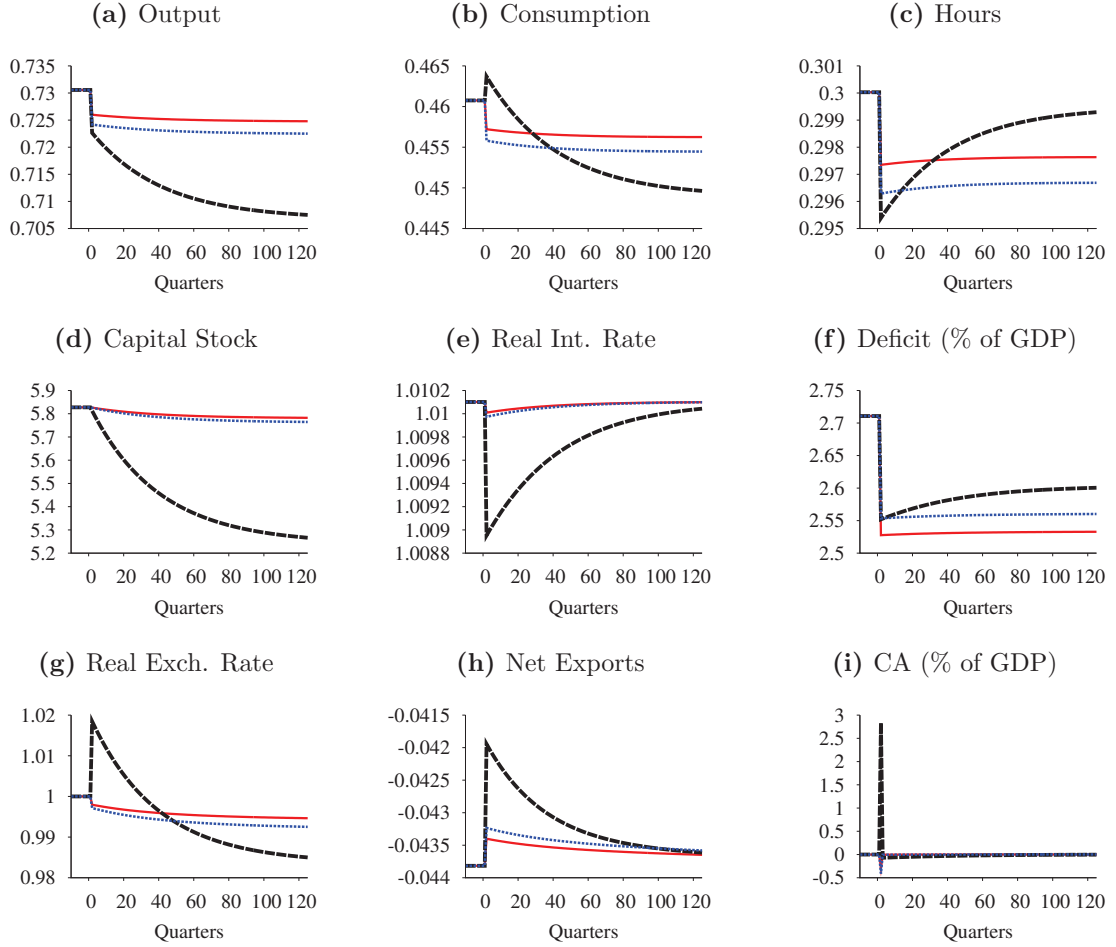 (a) Output
(b) Consumption
(c) Hours
0.735
0.73
0.725
0.72
0.715
0.71
0.705
0 20 40 60 80 100 120
Quarters
0.465
0.46
0.455
0.45
0.445
0 20 40 60 80 100 120
Quarters
0.301
0.3
0.299
0.298
0.297
0.296
0.295
0 20 40 60 80 100 120
Quarters
(d) Capital Stock
(e) Real Int. Rate
(f) Deficit (% of GDP)
5.9
5.8
5.7
5.6
5.5
5.4
5.3
5.2
0 20 40 60 80 100 120
Quarters
1.0102
1.01
1.0098
1.0096
1.0094
1.0092
1.009
1.0088
0 20 40 60 80 100 120
Quarters
2.75
2.7
2.65
2.6
2.55
2.5
0 20 40 60 80 100 120
Quarters
(g) Real Exch. Rate
(h) Net Exports
(i) CA (% of GDP)
1.02
1.01
1
0.99
0.98
0 20 40 60 80 100 120
Quarters
-0.0415
-0.042
-0.0425
-0.043
-0.0435
-0.044
0 20 40 60 80 100 120
Quarters
3
2.5
2
1.5
1
0.5
0
-0.5
0 20 40 60 80 100 120
Quarters